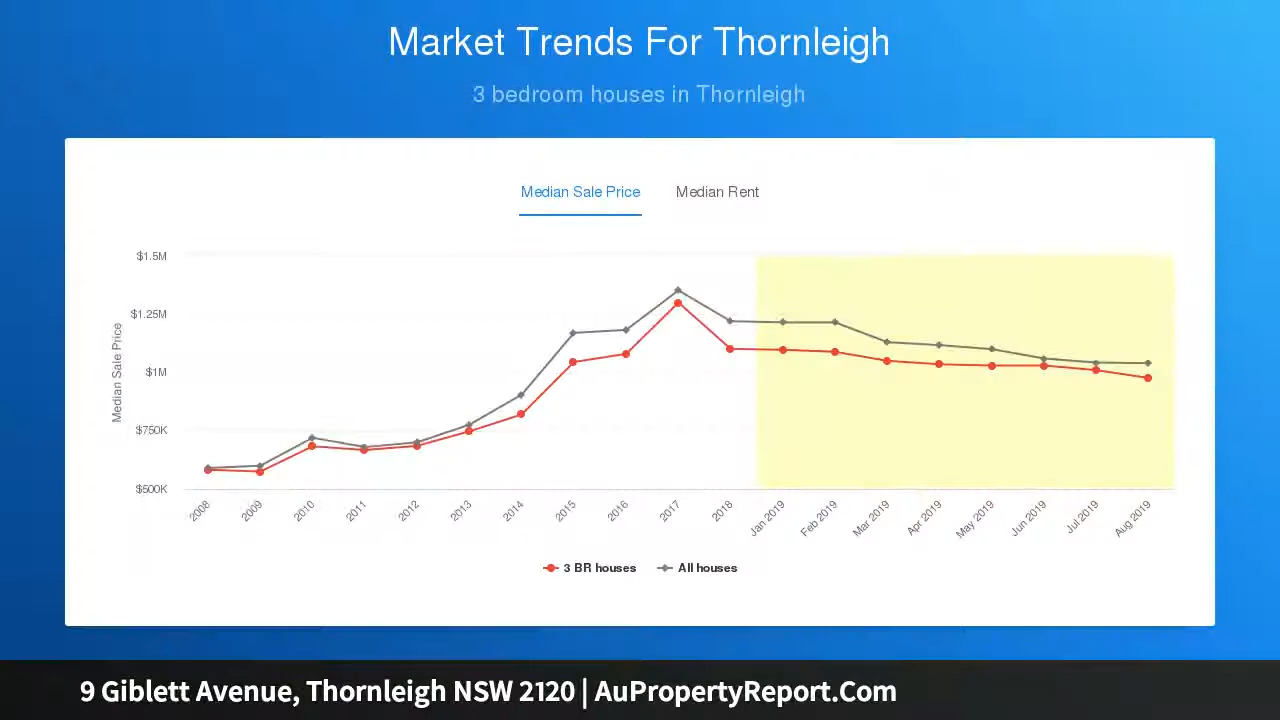 Market Trends For Thornleigh
3 bedroom houses in Thornleigh
Median Sale Price Median Rent
$1.5M
$1.25M
$1M
$750K
$500K
Median Sale Price
2008 2009 2010 2011 2012 2013 2014 2015 2016 2017 2018 Jan 2019 Feb 2019 Mar 2019 Apr 2019 May 2019 Jun 2019 Jul 2019 Aug 2019
3 BR houses All houses
9 Giblett Avenue, Thornleigh NSW 2120 | AuPropertyReport.Com